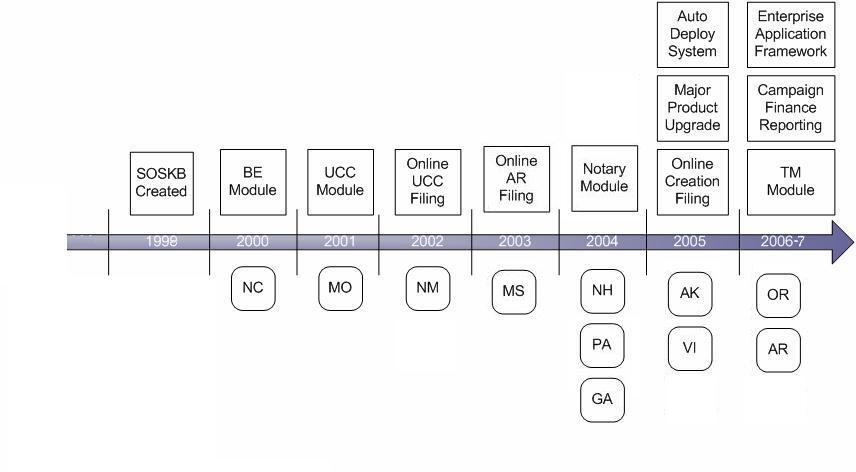 Auto
Deploy
System
Enterprise
Application
Framework
Major
Product
Upgrade
Campaign
Finance
Reporting
SOSKB
Created
BE
Module
UCC
Module
Online
UCC
Filing
Online
AR
Filing
Notary
Module
Online
Creation
Filing
TM
Module
1998 2000 2001 2002 2003 2004 2005 2006-7
NC MO NM MS NH AK OR
PA VI AR
GA